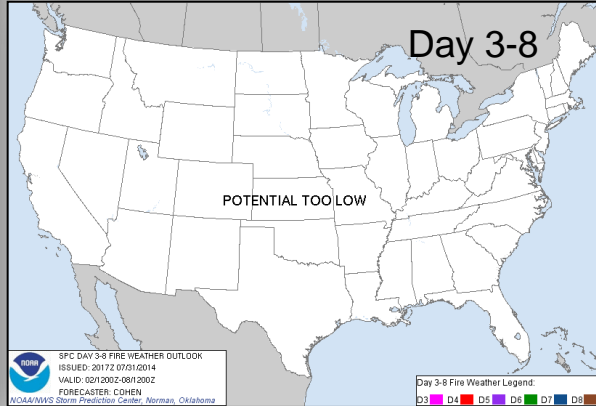 Day 3-8
POTENTIAL TOO LOW
NOAA
SPC DAY 3-8 FIRE WEATHER OUTLOOK
ISSUED: 2017Z 07/31/2014
VALID: 02/1200Z-08/1200Z
FORECASTER: COHEN
NOAA/NWS Storm Prediction Center, Norman, Oklahoma
Day 3-8 Fire Weather Legend:
D3 D4 D5 D6 D7 D8